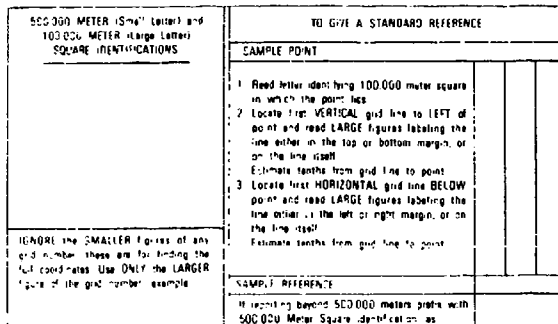 500.000 METER (Small Letter) and
100.000 METER (Large Letter)
SQUARE IDENTIFICATIONS
IGNORE the SMALLER figures of any
grid number, these are for finding the
full coordinates. Use ONLY the LARGER
figure of the grid number, example
TO GIVE A STANDARD REFERENCE
SAMPLE POINT
1 Read letter identifying 100.000 meter square
in which the point lies
2 Locate first VERTICAL grid line to LEFT of
point and read LARGE figures labeling the
line either in the top or bottom margin, or
on the line itself
Estimate tenths from grid line to point
3 Locate first HORIZONTAL grid line BELOW
point and read LARGE figures labeling the
line either in the left or right margin, or on
the line itself
Estimate tenths from grid line to point
SAMPLE REFERENCE
If reporting beyond 500.000 meters prefix with
500.000 Meter Square identification, as